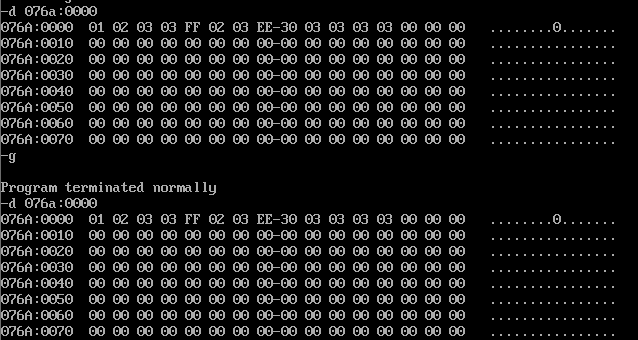 -d 076a:0000
076A:0000  01 02 03 03 FF 02 03 EE-30 03 03 03 03 00 00 00   ........0.......
076A:0010  00 00 00 00 00 00 00 00-00 00 00 00 00 00 00 00   ................
076A:0020  00 00 00 00 00 00 00 00-00 00 00 00 00 00 00 00   ................
076A:0030  00 00 00 00 00 00 00 00-00 00 00 00 00 00 00 00   ................
076A:0040  00 00 00 00 00 00 00 00-00 00 00 00 00 00 00 00   ................
076A:0050  00 00 00 00 00 00 00 00-00 00 00 00 00 00 00 00   ................
076A:0060  00 00 00 00 00 00 00 00-00 00 00 00 00 00 00 00   ................
076A:0070  00 00 00 00 00 00 00 00-00 00 00 00 00 00 00 00   ................
-g
Program terminated normally
-d 076a:0000
076A:0000  01 02 03 03 FF 02 03 EE-30 03 03 03 03 00 00 00   ........0.......
076A:0010  00 00 00 00 00 00 00 00-00 00 00 00 00 00 00 00   ................
076A:0020  00 00 00 00 00 00 00 00-00 00 00 00 00 00 00 00   ................
076A:0030  00 00 00 00 00 00 00 00-00 00 00 00 00 00 00 00   ................
076A:0040  00 00 00 00 00 00 00 00-00 00 00 00 00 00 00 00   ................
076A:0050  00 00 00 00 00 00 00 00-00 00 00 00 00 00 00 00   ................
076A:0060  00 00 00 00 00 00 00 00-00 00 00 00 00 00 00 00   ................
076A:0070  00 00 00 00 00 00 00 00-00 00 00 00 00 00 00 00   ................